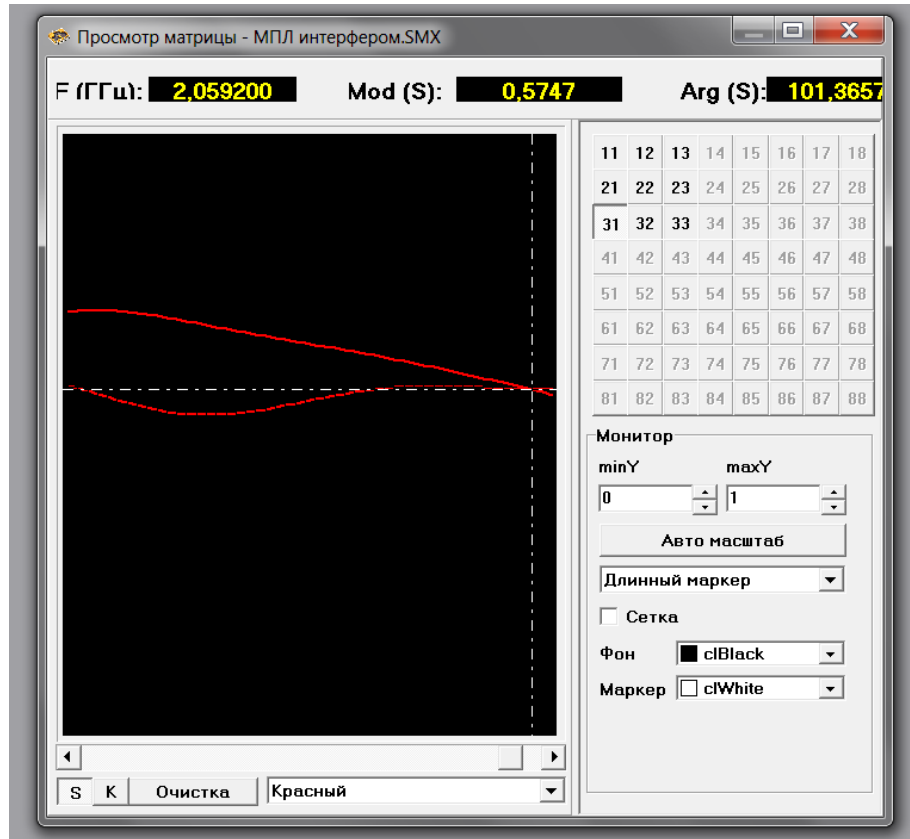 Просмотр матрицы - МПЛ интерфером.SMX
F (ГГц): 2,059200 Mod (S): 0,5747 Arg (S): 101,3657
11 12 13 14 15 16 17 18
21 22 23 24 25 26 27 28
31 32 33 34 35 36 37 38
41 42 43 44 45 46 47 48
51 52 53 54 55 56 57 58
61 62 63 64 65 66 67 68
71 72 73 74 75 76 77 78
81 82 83 84 85 86 87 88
Монитор
minY maxY
0 1
Авто масштаб
Длинный маркер
Сетка
Фон clBlack
Маркер clWhite
S K Очистка Красный